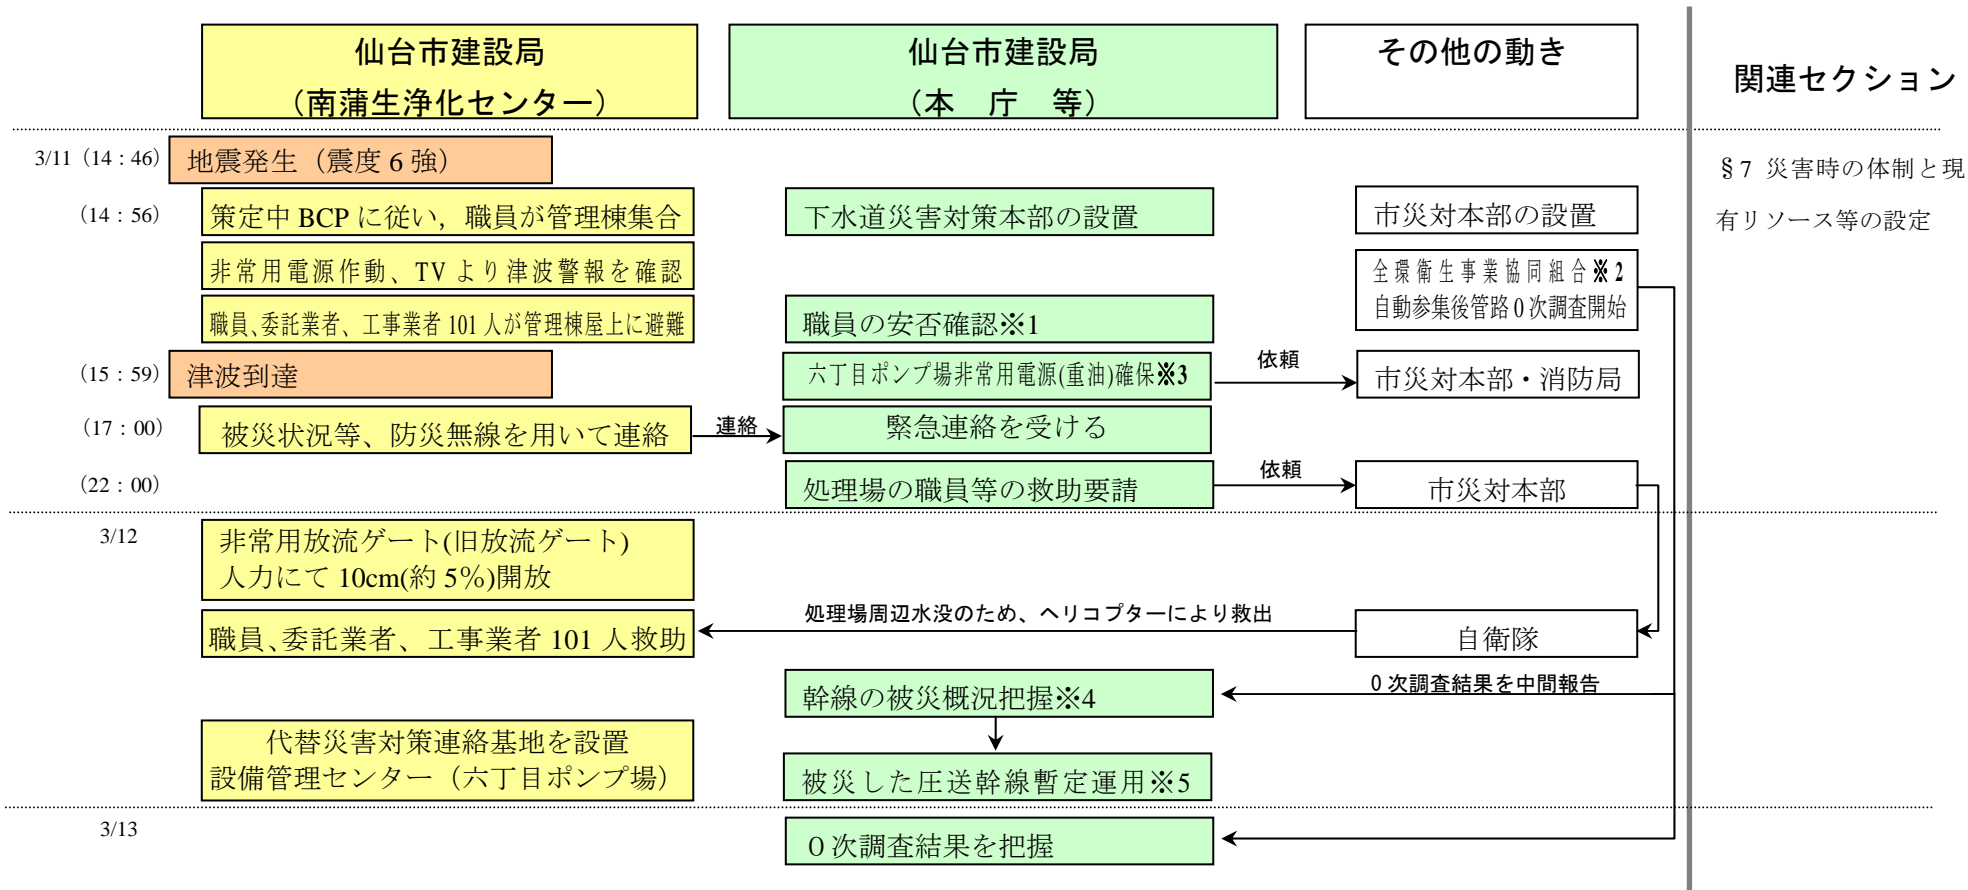 仙台市建設局
（南蒲生浄化センター）
仙台市建設局
（本　庁　等）
その他の動き
関連セクション
3/11（14：46）
地震発生（震度 6 強）
§7 災害時の体制と現
有リソース等の設定
（14：56）
策定中 BCP に従い，職員が管理棟集合
下水道災害対策本部の設置
市災対本部の設置
非常用電源作動、TV より津波警報を確認
全環衛生事業協同組合※2
自動参集後管路０次調査開始
職員、委託業者、工事業者 101 人が管理棟屋上に避難
職員の安否確認※1
（15：59）
津波到達
六丁目ポンプ場非常用電源(重油)確保※3
依頼
市災対本部・消防局
（17：00）
被災状況等、防災無線を用いて連絡
連絡
緊急連絡を受ける
（22：00）
処理場の職員等の救助要請
依頼
市災対本部
3/12
非常用放流ゲート(旧放流ゲート)
人力にて 10cm(約 5％)開放
処理場周辺水没のため、ヘリコプターにより救出
職員、委託業者、工事業者 101 人救助
自衛隊
幹線の被災概況把握※4
０次調査結果を中間報告
代替災害対策連絡基地を設置
設備管理センター（六丁目ポンプ場）
被災した圧送幹線暫定運用※5
3/13
０次調査結果を把握